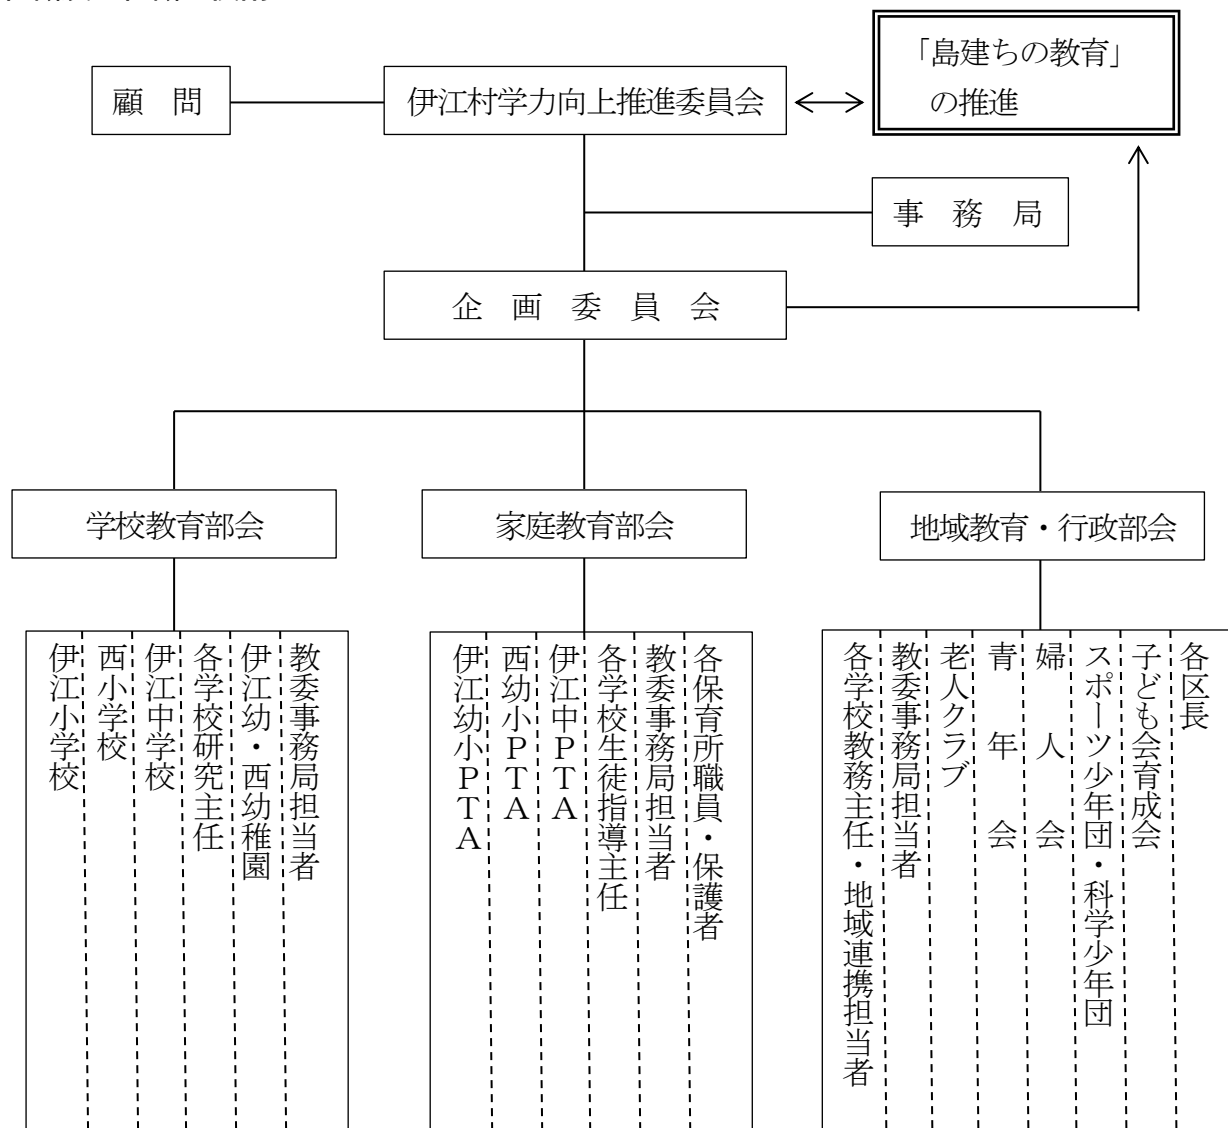 「島建ちの教育」
の推進
顧　問
伊江村学力向上推進委員会
事　務　局
企　画　委　員　会
学校教育部会
家庭教育部会
地域教育・行政部会
伊江小学校
西小学校
伊江中学校
各学校研究主任
伊江幼・西幼稚園
教委事務局担当者
伊江幼小ＰＴＡ
西幼小ＰＴＡ
伊江中ＰＴＡ
各学校生徒指導主任
教委事務局担当者
各保育所職員・保護者
各学校教務主任・地域連携担当者
教委事務局担当者
老人クラブ
青　年　会
婦　人　会
スポーツ少年団・科学少年団
子ども会育成会
各区長